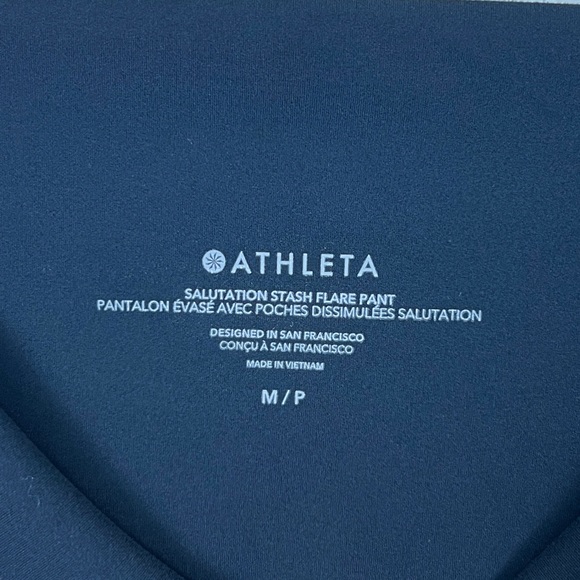 ATHLETA
SALUTATION STASH FLARE PANT
PANTALON ÉVASÉ AVEC POCHES DISSIMULÉES SALUTATION
DESIGNED IN SAN FRANCISCO
CONÇU À SAN FRANCISCO
MADE IN VIETNAM
M / P